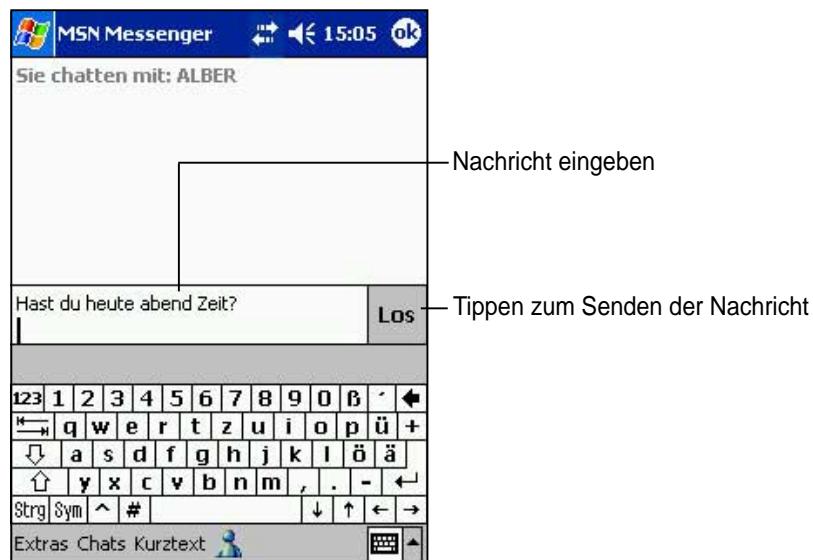 MSN Messenger 15:05 ok
Sie chatten mit: ALBER
Nachricht eingeben
Hast du heute abend Zeit?
Los
Tippen zum Senden der Nachricht
123 1 2 3 4 5 6 7 8 9 0 ß ´
q w e r t z u i o p ü +
a s d f g h j k l ö ä
y x c v b n m , . -
Strg Sym ^ # ↓ ↑ ← →
Extras Chats Kurztext